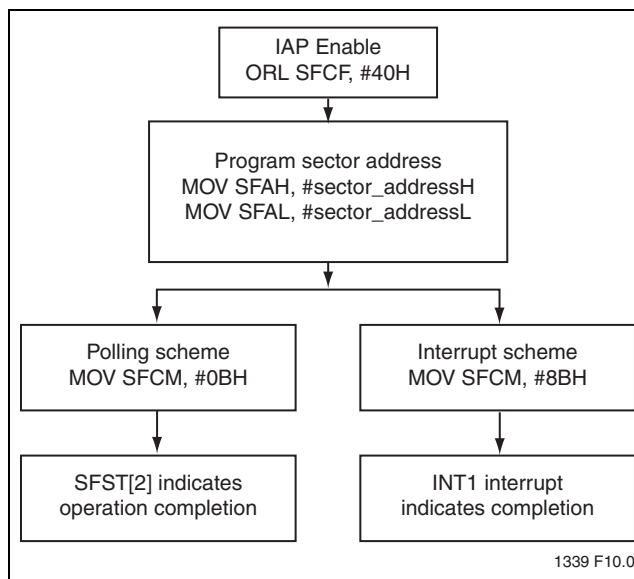 IAP Enable
ORL SFCF, #40H
Program sector address
MOV SFAH, #sector_addressH
MOV SFAL, #sector_addressL
Polling scheme
MOV SFCM, #0BH
Interrupt scheme
MOV SFCM, #8BH
SFST[2] indicates
operation completion
INT1 interrupt
indicates completion
1339 F10.0